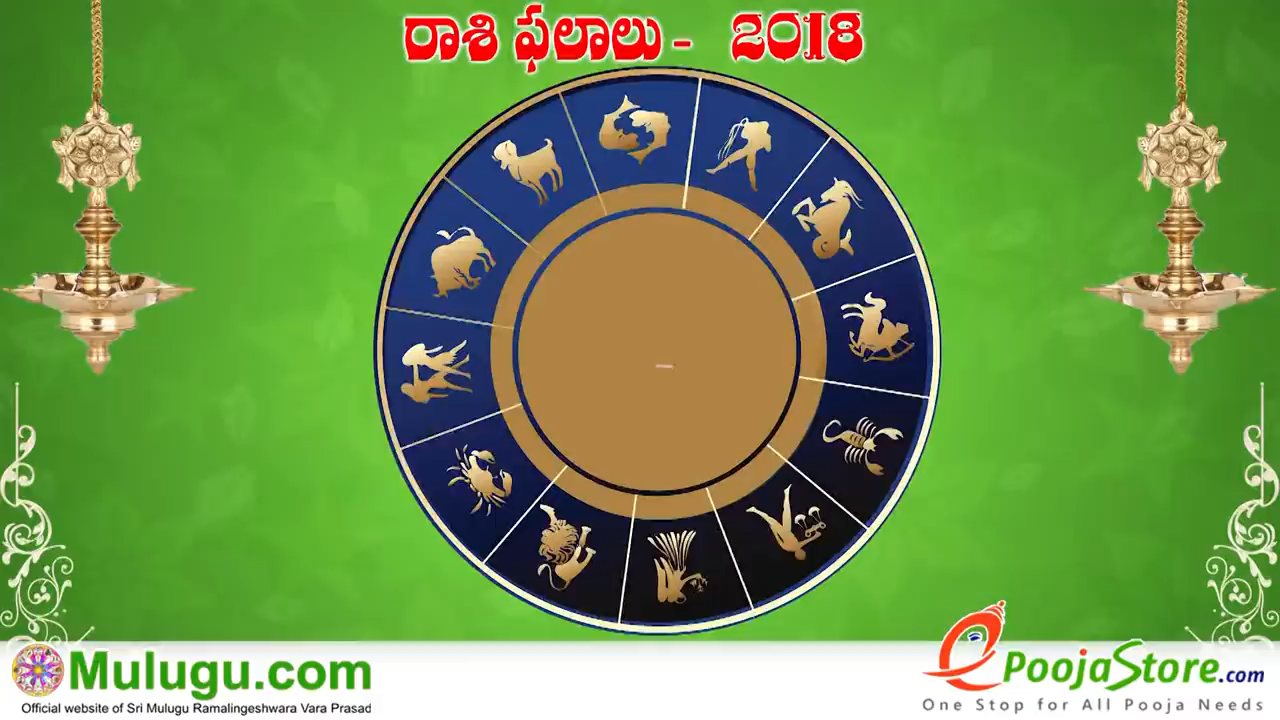 రాశి ఫలాలు - 2018
Mulugu.com
Official website of Sri Mulugu Ramalingeshwara Vara Prasad
ePoojaStore.com
One Stop for All Pooja Needs